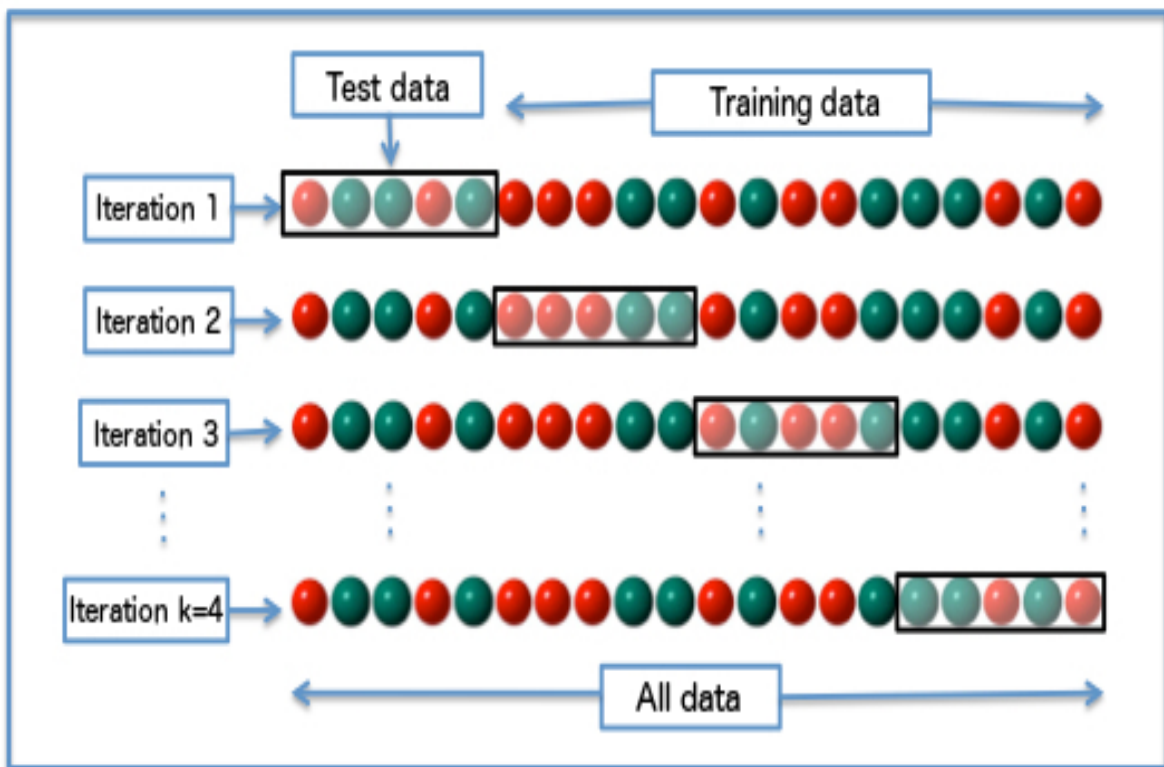 Test data
Training data
Iteration 1
Iteration 2
Iteration 3
Iteration k=4
All data